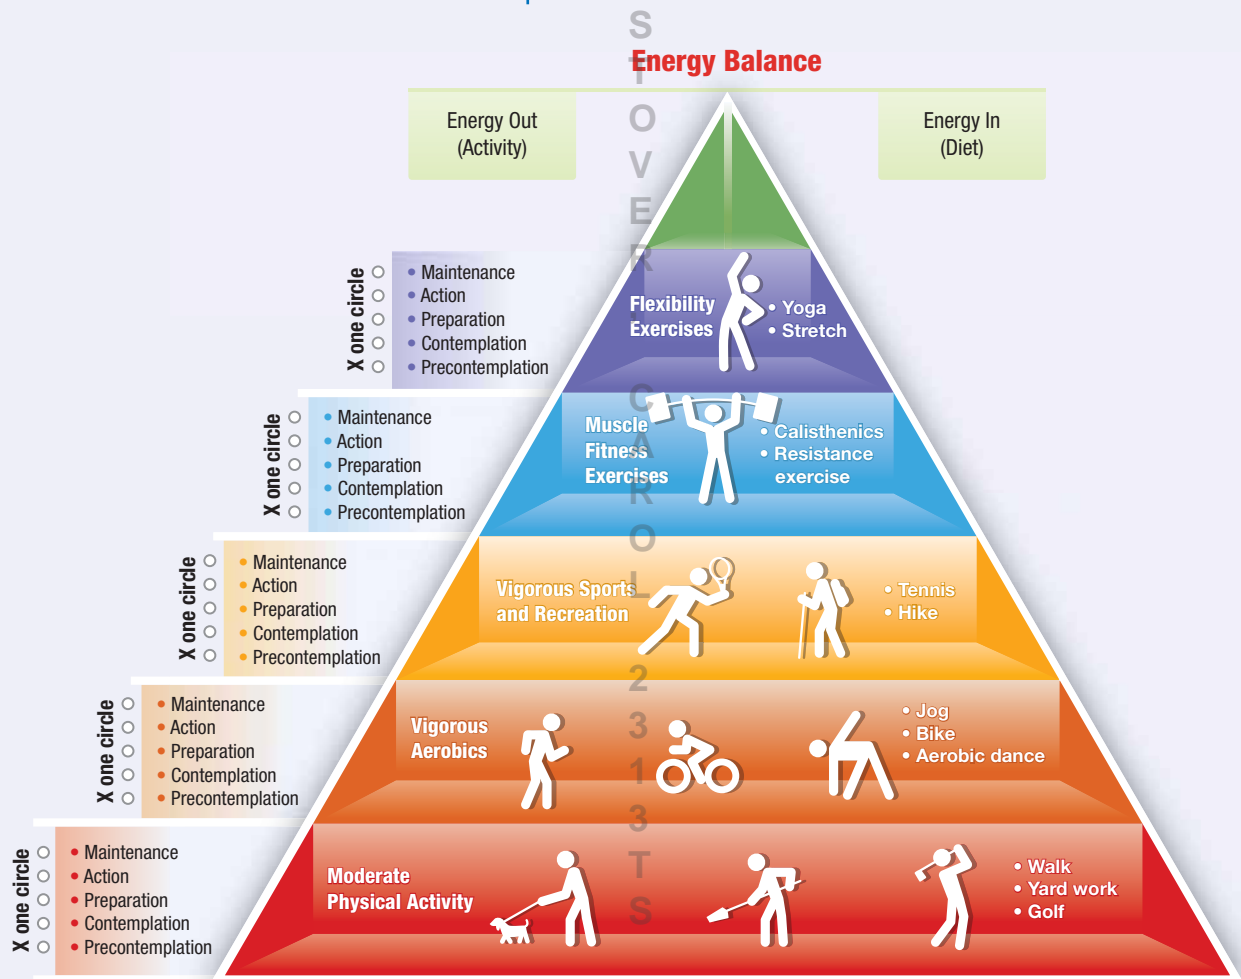 Energy Balance
Energy Out
(Activity)
Energy In
(Diet)
X one circle
• Maintenance
• Action
• Preparation
• Contemplation
• Precontemplation
Flexibility
Exercises
• Yoga
• Stretch
X one circle
• Maintenance
• Action
• Preparation
• Contemplation
• Precontemplation
Muscle
Fitness
Exercises
• Calisthenics
• Resistance
exercise
X one circle
• Maintenance
• Action
• Preparation
• Contemplation
• Precontemplation
Vigorous Sports
and Recreation
• Tennis
• Hike
X one circle
• Maintenance
• Action
• Preparation
• Contemplation
• Precontemplation
Vigorous
Aerobics
• Jog
• Bike
• Aerobic dance
X one circle
• Maintenance
• Action
• Preparation
• Contemplation
• Precontemplation
Moderate
Physical Activity
• Walk
• Yard work
• Golf
STOVER, CAROL 2313TS